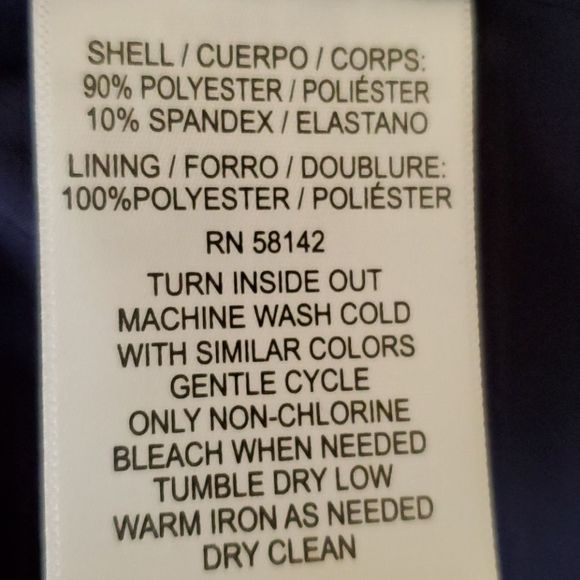 SHELL / CUERPO / CORPS:
90% POLYESTER / POLIÉSTER
10% SPANDEX / ELASTANO
LINING / FORRO / DOUBLURE:
100%POLYESTER / POLIÉSTER
RN 58142
TURN INSIDE OUT
MACHINE WASH COLD
WITH SIMILAR COLORS
GENTLE CYCLE
ONLY NON-CHLORINE
BLEACH WHEN NEEDED
TUMBLE DRY LOW
WARM IRON AS NEEDED
DRY CLEAN